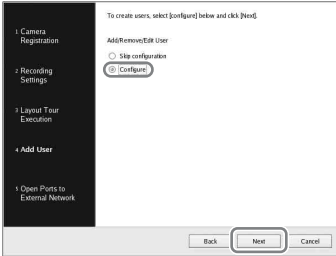 To create users, select [configure] below and click [Next].
1 Camera
Registration
Add/Remove/Edit User
Skip configuration
Configure
2 Recording
Settings
3 Layout Tour
Execution
4 Add User
5 Open Ports to
External Network
Back
Next
Cancel